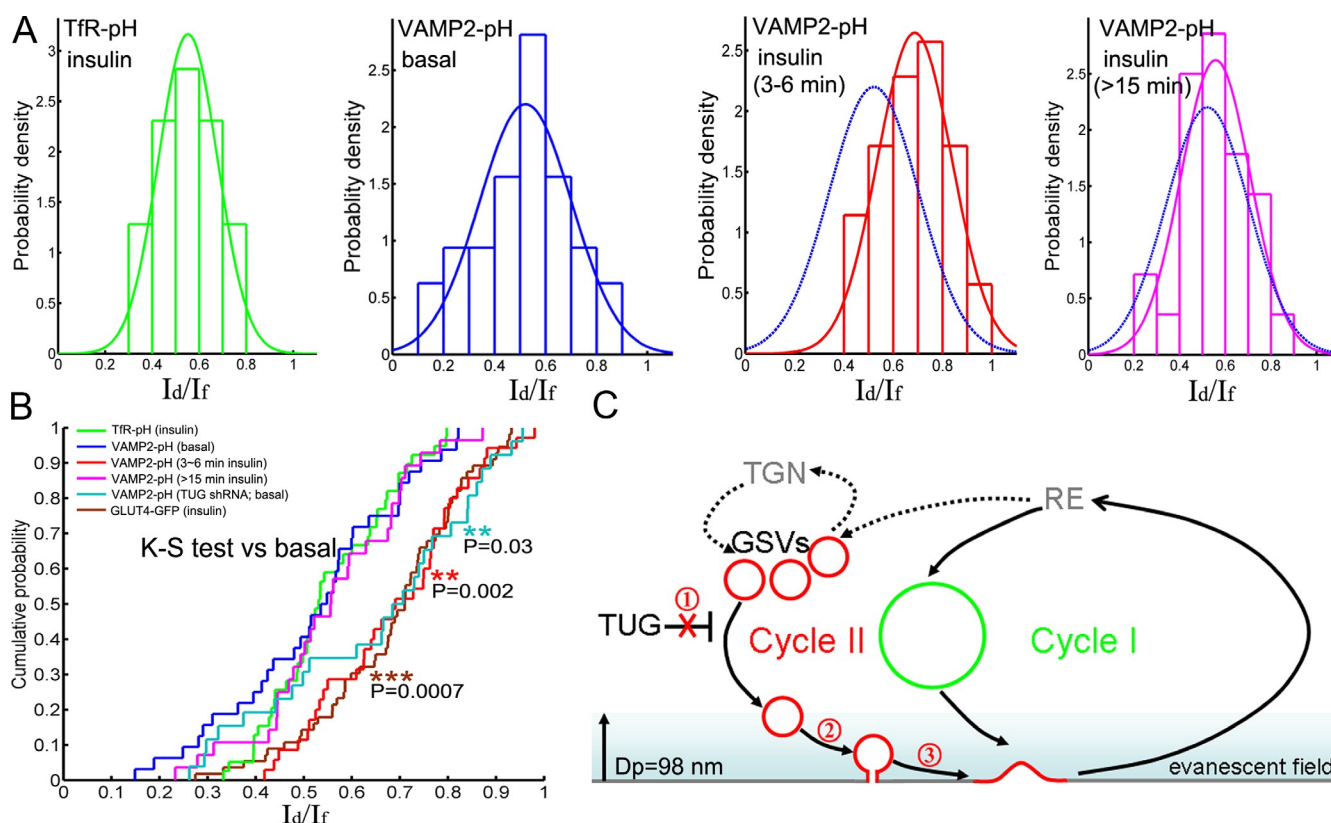 A
TfR-pH
insulin
Probability density
3
2.5
2
1.5
1
0.5
0
0 0.2 0.4 0.6 0.8 1
Id/If
VAMP2-pH
basal
Probablity density
2.5
2
1.5
1
0.5
0
0 0.2 0.4 0.6 0.8 1
Id/If
VAMP2-pH
insulin
(3-6 min)
Probability density
2.5
2
1.5
1
0.5
0
0 0.2 0.4 0.6 0.8 1
Id/If
VAMP2-pH
insulin
(>15 min)
Probability density
2.5
2
1.5
1
0.5
0
0 0.2 0.4 0.6 0.8 1
Id/If
B
Cumulative probability
1
0.9
0.8
0.7
0.6
0.5
0.4
0.3
0.2
0.1
0
TfR-pH (insulin)
VAMP2-pH (basal)
VAMP2-pH (3~6 min insulin)
VAMP2-pH (>15 min insulin)
VAMP2-pH (TUG shRNA; basal)
GLUT4-GFP (insulin)
K-S test vs basal
**
P=0.03
**
P=0.002
***
P=0.0007
0 0.1 0.2 0.3 0.4 0.5 0.6 0.7 0.8 0.9 1
Id/If
C
TGN
RE
GSVs
①
TUG
Cycle II
Cycle I
②
③
Dp=98 nm
evanescent field